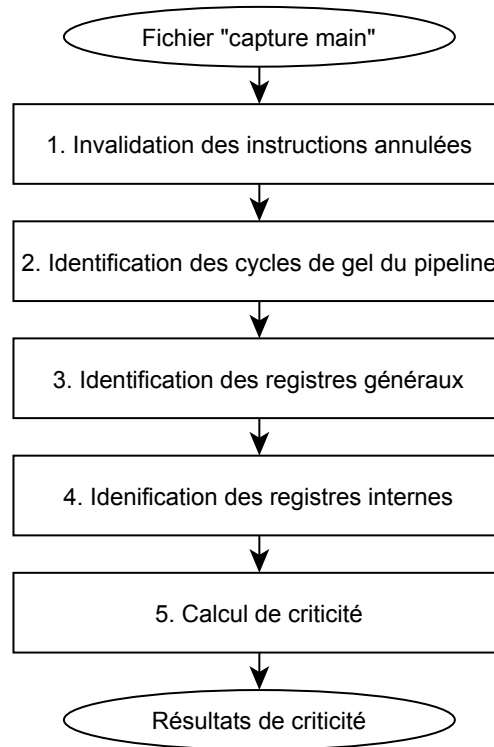 Fichier "capture main"
1. Invalidation des instructions annulées
2. Identification des cycles de gel du pipeline
3. Identification des registres généraux
4. Idenification des registres internes
5. Calcul de criticité
Résultats de criticité